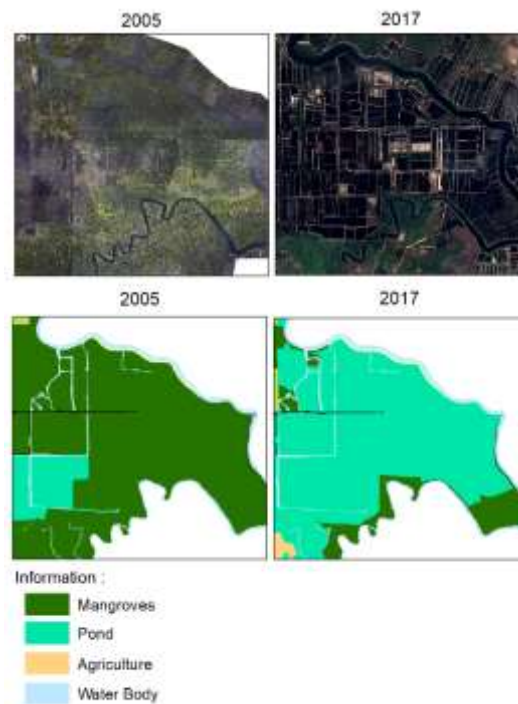 2005 2017
2005 2017
Information :
Mangroves
Pond
Agriculture
Water Body